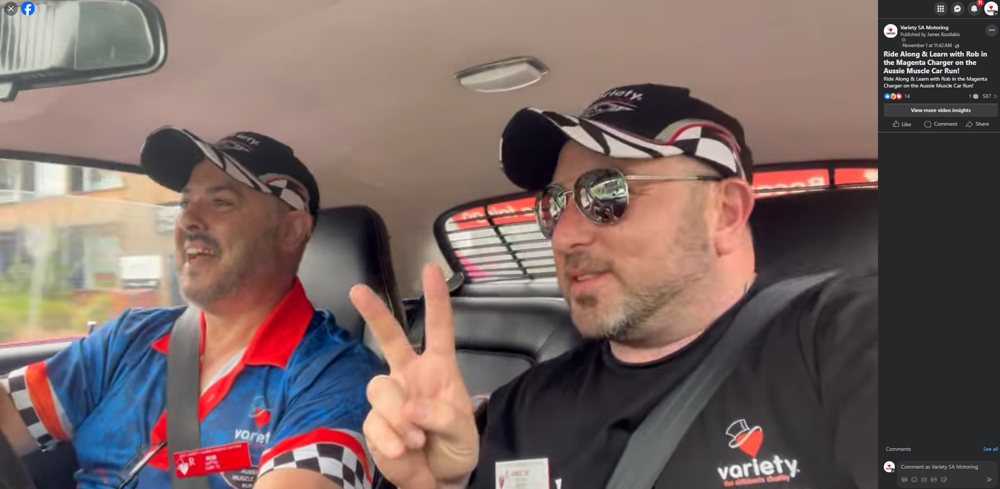 11
Variety SA Motoring
Published by James Koutlakis
· November 1 at 11:42 AM ·
Ride Along & Learn with Rob in
the Magenta Charger on the
Aussie Muscle Car Run!
Ride Along & Learn with Rob in the Magenta
Charger on the Aussie Muscle Car Run!
14
1
587
View more video insights
Like
Comment
Share
Comments
See all
Comment as Variety SA Motoring
GIF
variety
the children's charity
ROB
MUSCLE
RUN